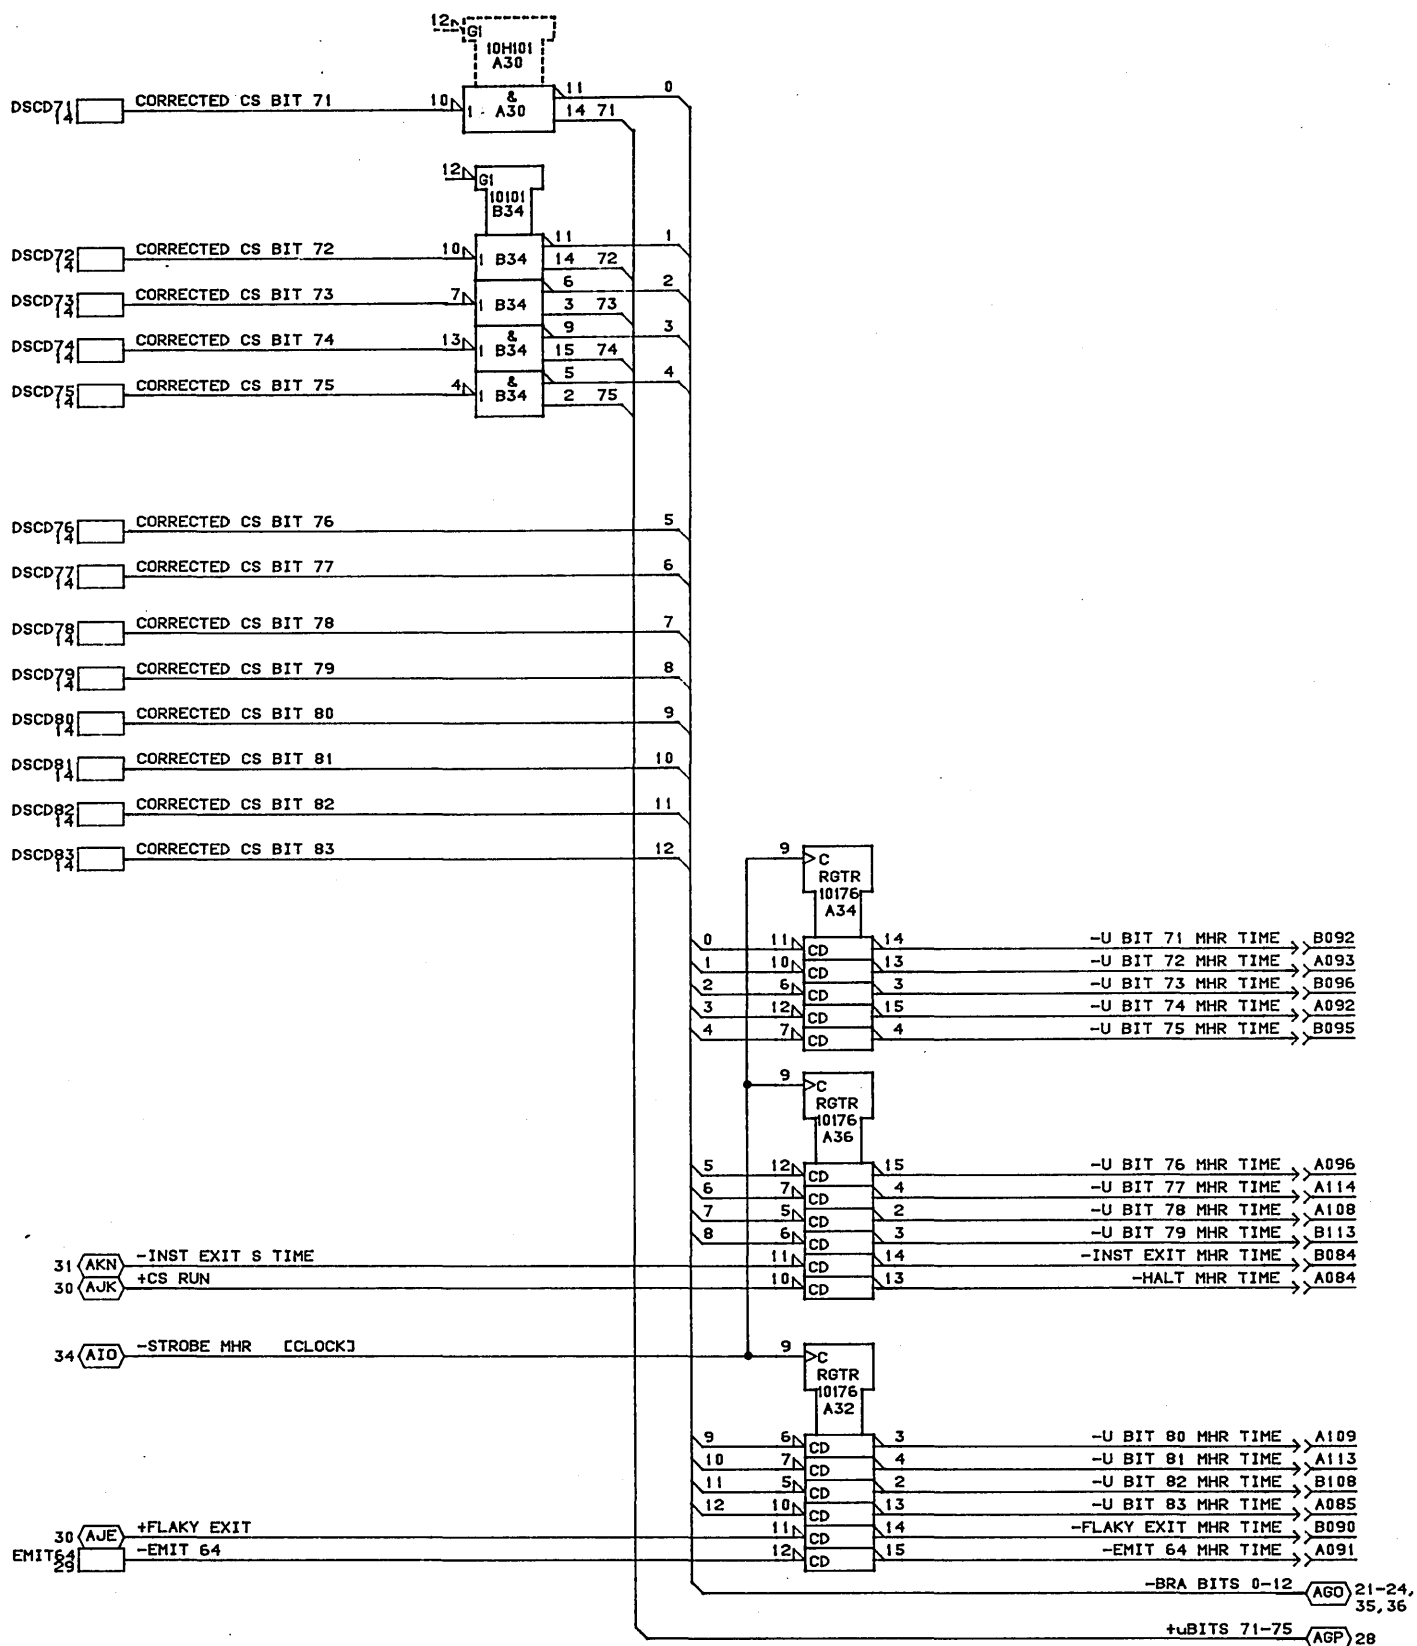 12 G1
10H101
A30
DSCD71 14 CORRECTED CS BIT 71 10 1 & A30 11 0
14 71
12 G1
10101
B34
DSCD72 14 CORRECTED CS BIT 72 10 1 B34 11 1
14 72
DSCD73 14 CORRECTED CS BIT 73 7 1 B34 6 2
3 73
DSCD74 14 CORRECTED CS BIT 74 13 1 & B34 9 3
15 74
DSCD75 14 CORRECTED CS BIT 75 4 1 & B34 5 4
2 75
DSCD76 14 CORRECTED CS BIT 76 5
DSCD77 14 CORRECTED CS BIT 77 6
DSCD78 14 CORRECTED CS BIT 78 7
DSCD79 14 CORRECTED CS BIT 79 8
DSCD80 14 CORRECTED CS BIT 80 9
DSCD81 14 CORRECTED CS BIT 81 10
DSCD82 14 CORRECTED CS BIT 82 11
DSCD83 14 CORRECTED CS BIT 83 12
9 C
RGTR
10176
A34
0 11 CD 14 -U BIT 71 MHR TIME B092
1 10 CD 13 -U BIT 72 MHR TIME A093
2 6 CD 3 -U BIT 73 MHR TIME B096
3 12 CD 15 -U BIT 74 MHR TIME A092
4 7 CD 4 -U BIT 75 MHR TIME B095
9 C
RGTR
10176
A36
5 12 CD 15 -U BIT 76 MHR TIME A096
6 7 CD 4 -U BIT 77 MHR TIME A114
7 5 CD 2 -U BIT 78 MHR TIME A108
8 6 CD 3 -U BIT 79 MHR TIME B113
31 AKN -INST EXIT S TIME 11 CD 14 -INST EXIT MHR TIME B084
30 AJK +CS RUN 10 CD 13 -HALT MHR TIME A084
34 AIO -STROBE MHR [CLOCK] 9 C
RGTR
10176
A32
9 6 CD 3 -U BIT 80 MHR TIME A109
10 7 CD 4 -U BIT 81 MHR TIME A113
11 5 CD 2 -U BIT 82 MHR TIME B108
12 10 CD 13 -U BIT 83 MHR TIME A085
30 AJE +FLAKY EXIT 11 CD 14 -FLAKY EXIT MHR TIME B090
EMIT64 29 -EMIT 64 12 CD 15 -EMIT 64 MHR TIME A091
-BRA BITS 0-12 AGO 21-24,
35,36
+uBITS 71-75 AGP 28